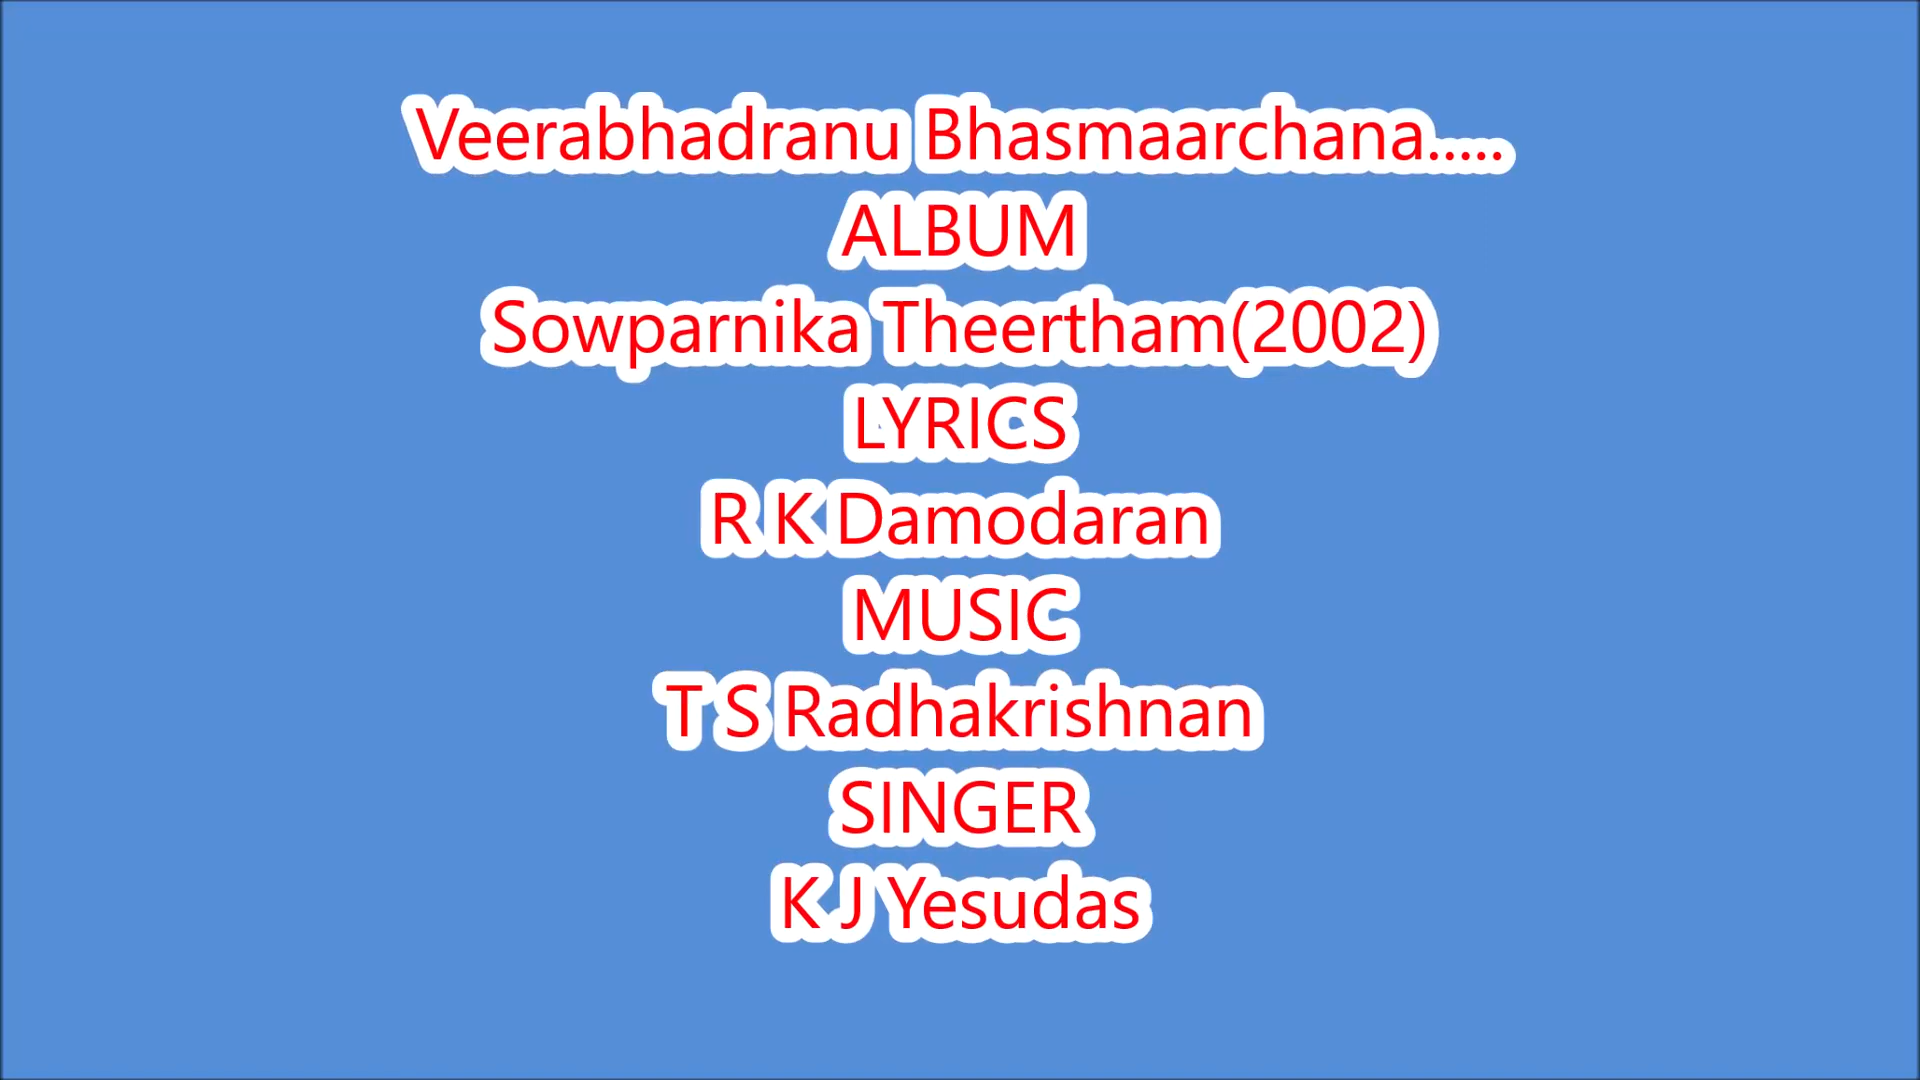 Veerabhadranu Bhasmaarchana.....
ALBUM
Sowparnika Theertham(2002)
LYRICS
R K Damodaran
MUSIC
T S Radhakrishnan
SINGER
K J Yesudas